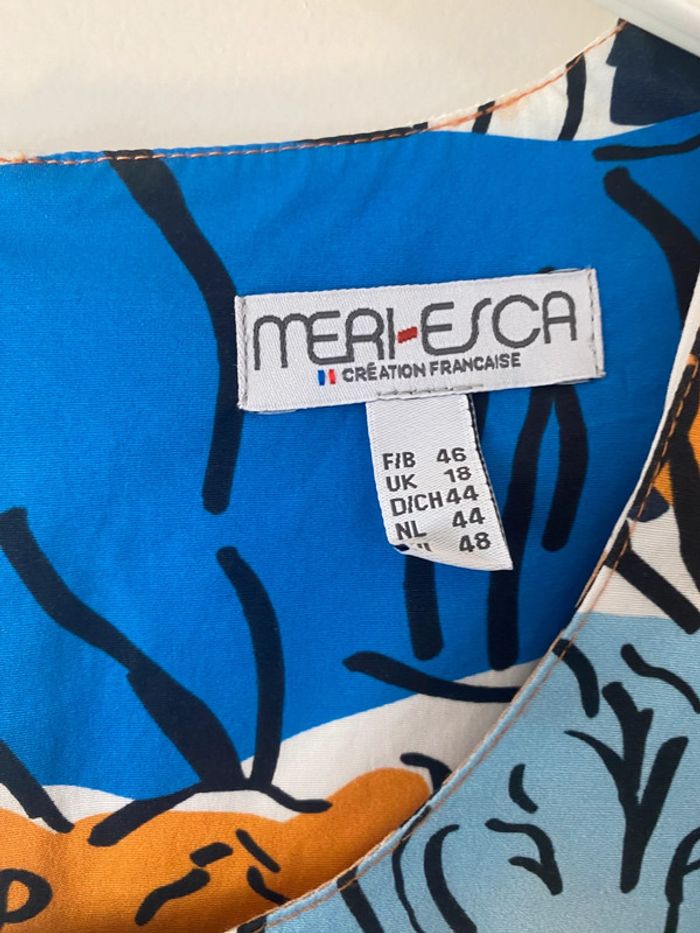 MERI-ESCA
CRÉATION FRANCAISE
F/B 46
UK 18
D/CH 44
NL 44
48